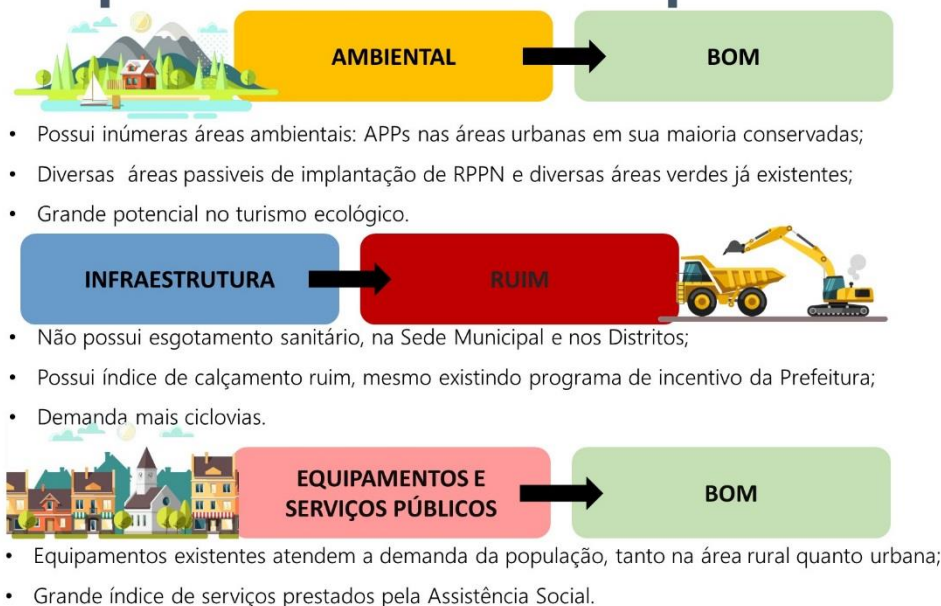 AMBIENTAL
BOM
• Possui inúmeras áreas ambientais: APPs nas áreas urbanas em sua maioria conservadas;
• Diversas áreas passiveis de implantação de RPPN e diversas áreas verdes já existentes;
• Grande potencial no turismo ecológico.
INFRAESTRUTURA
RUIM
• Não possui esgotamento sanitário, na Sede Municipal e nos Distritos;
• Possui índice de calçamento ruim, mesmo existindo programa de incentivo da Prefeitura;
• Demanda mais ciclovias.
EQUIPAMENTOS E
SERVIÇOS PÚBLICOS
BOM
• Equipamentos existentes atendem a demanda da população, tanto na área rural quanto urbana;
• Grande índice de serviços prestados pela Assistência Social.